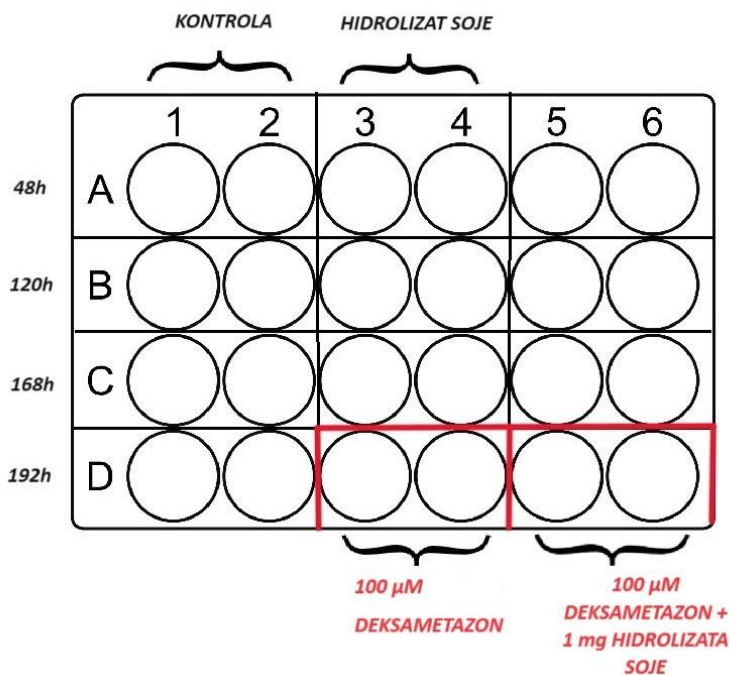 KONTROLA
HIDROLIZAT SOJE
1 2 3 4 5 6
48h A
120h B
168h C
192h D
100 μM
DEKSAMETAZON
100 μM
DEKSAMETAZON +
1 mg HIDROLIZATA
SOJE